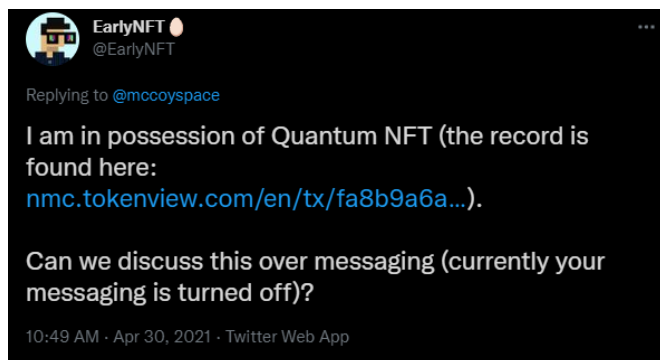 EarlyNFT🥚
@EarlyNFT
Replying to @mccoyspace
I am in possession of Quantum NFT (the record is
found here:
nmc.tokenview.com/en/tx/fa8b9a6a…).
Can we discuss this over messaging (currently your
messaging is turned off)?
10:49 AM · Apr 30, 2021 · Twitter Web App